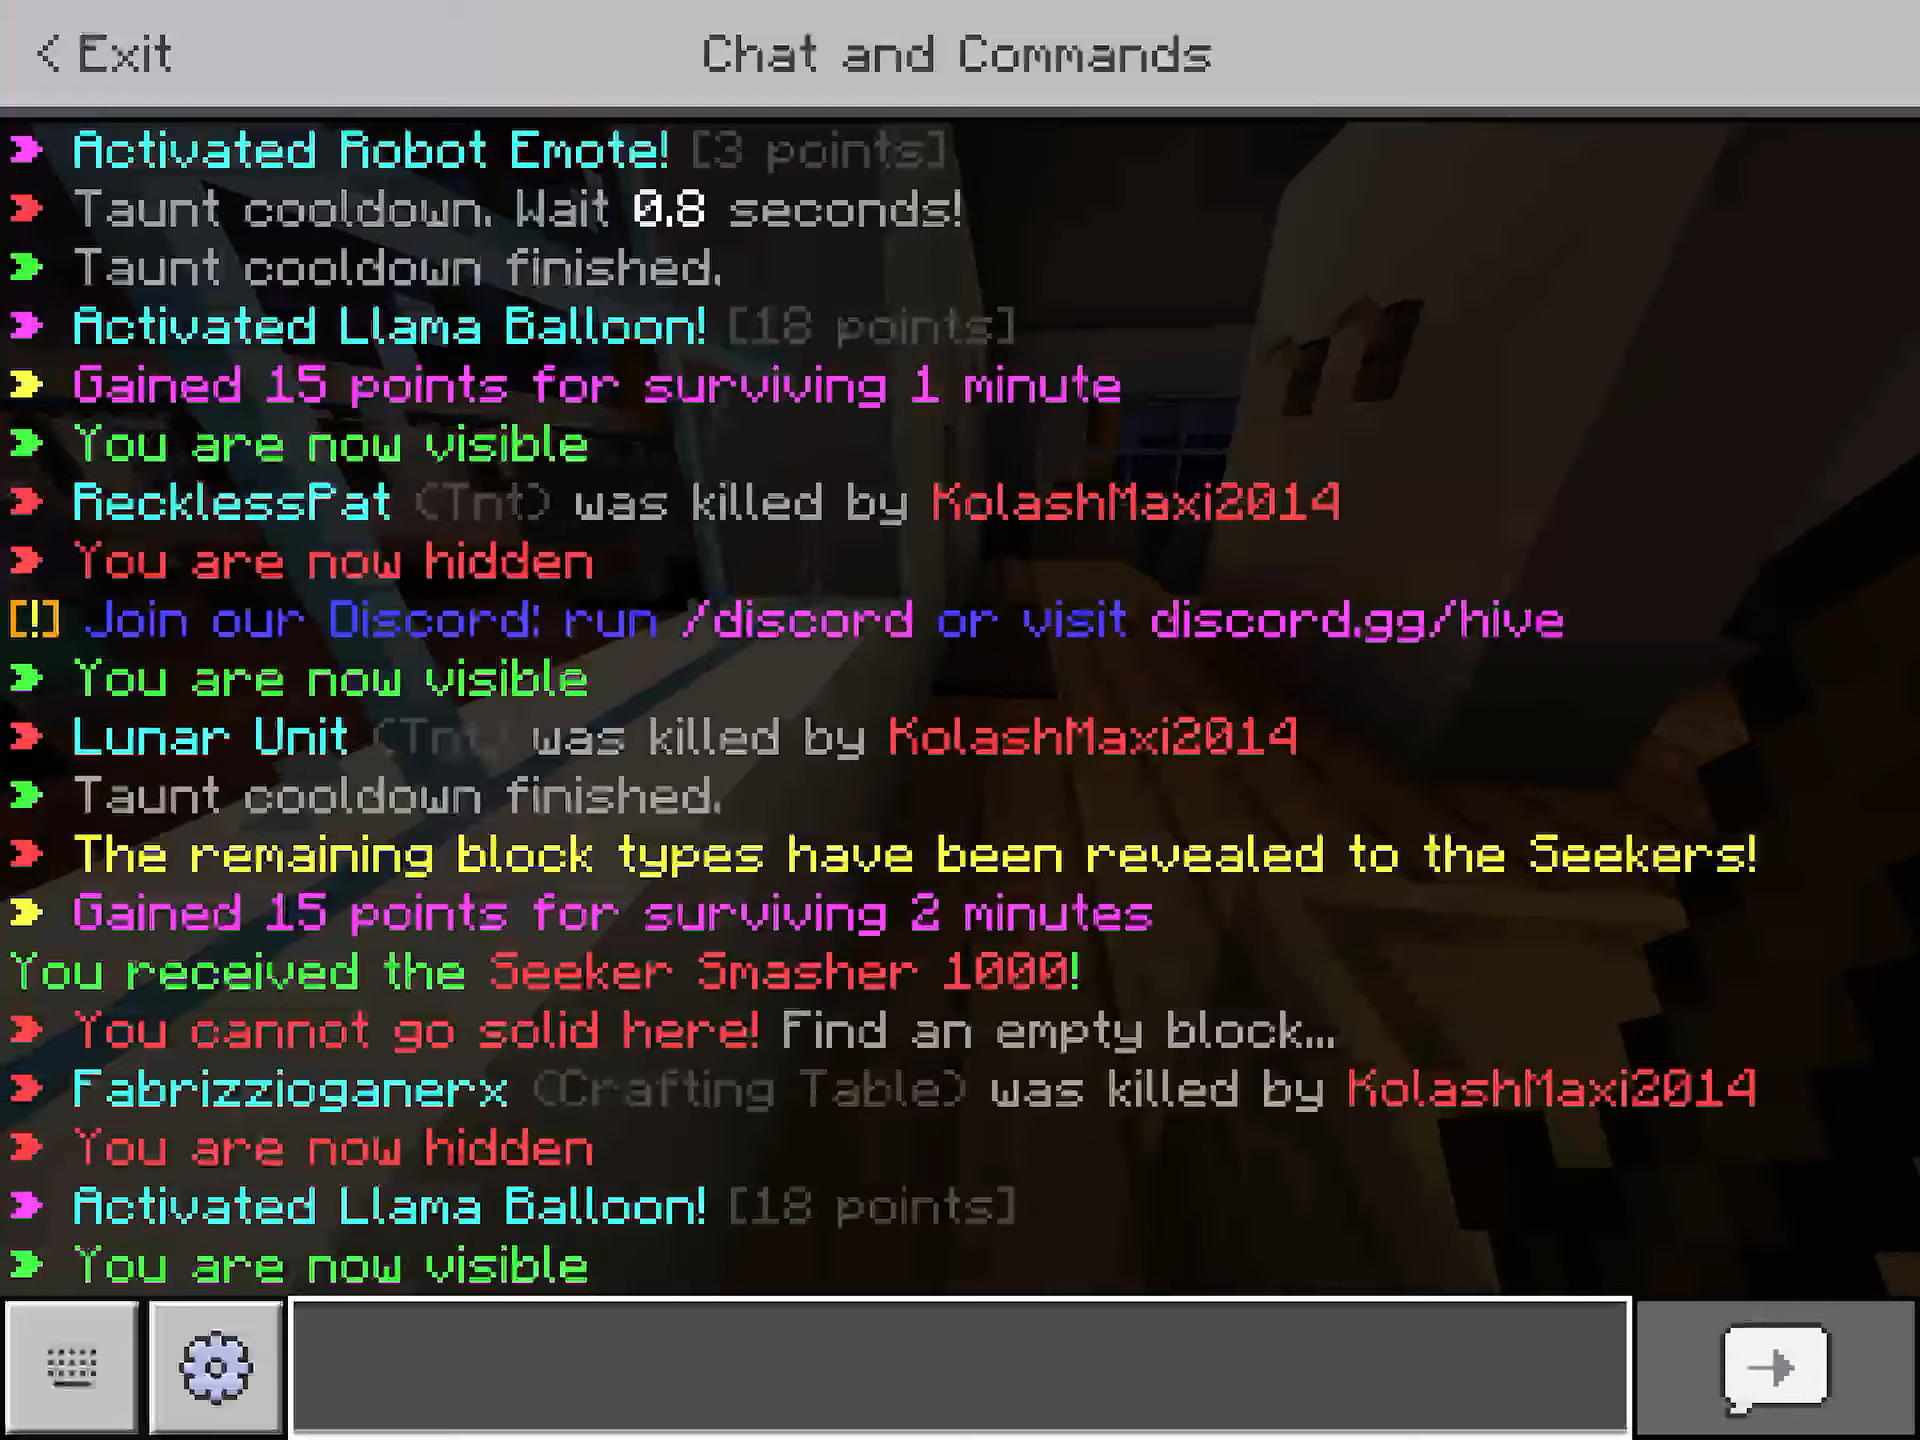 < Exit
Chat and Commands
Activated Robot Emote! [3 points]
Taunt cooldown. Wait 0.8 seconds!
Taunt cooldown finished.
Activated Llama Balloon! [18 points]
Gained 15 points for surviving 1 minute
You are now visible
RecklessPat (Tnt) was killed by KolashMaxi2014
You are now hidden
[!] Join our Discord: run /discord or visit discord.gg/hive
You are now visible
Lunar Unit (Tnt) was killed by KolashMaxi2014
Taunt cooldown finished.
The remaining block types have been revealed to the Seekers!
Gained 15 points for surviving 2 minutes
You received the Seeker Smasher 1000!
You cannot go solid here! Find an empty block...
Fabrizzioganerx (Crafting Table) was killed by KolashMaxi2014
You are now hidden
Activated Llama Balloon! [18 points]
You are now visible